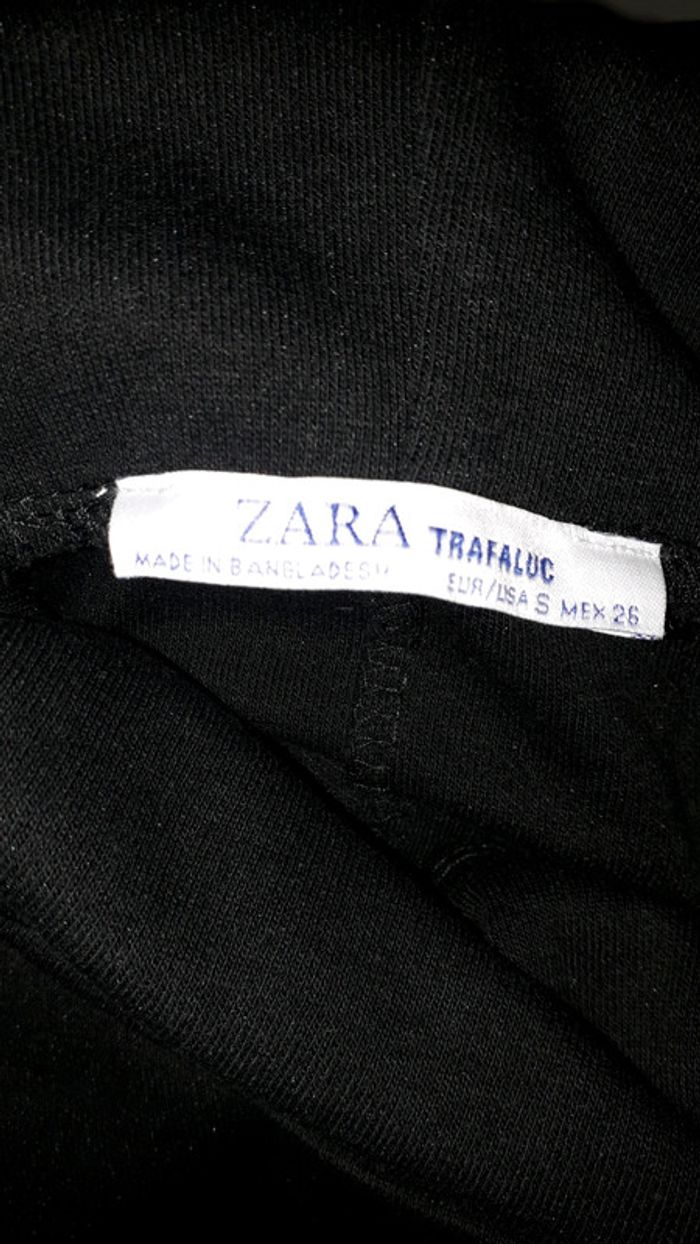 ZARA TRAFALUC
MADE IN BANGLADESH EUR/USA S MEX 26